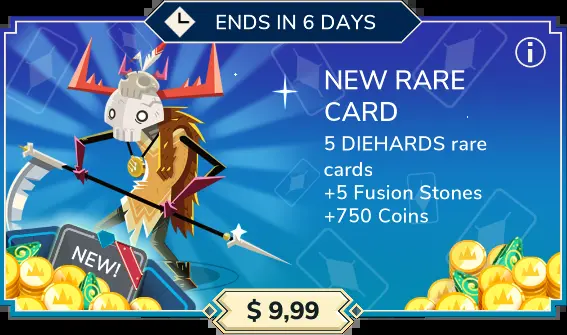 ENDS IN 6 DAYS
NEW RARE
CARD
5 DIEHARDS rare
cards
+5 Fusion Stones
+750 Coins
NEW!
$ 9,99